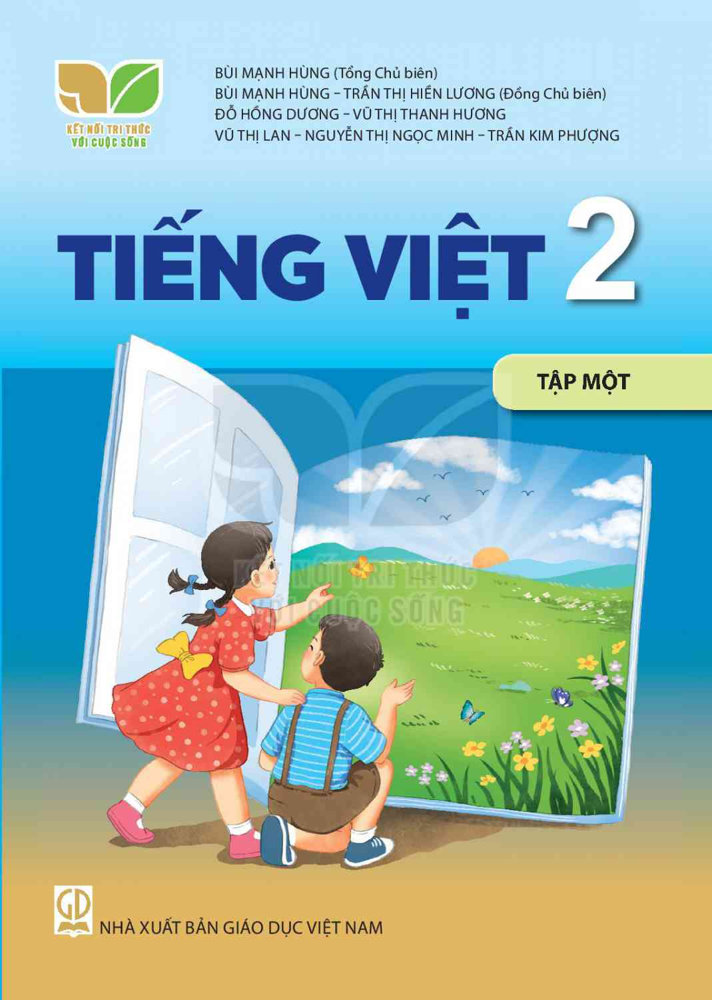 BÙI MẠNH HÙNG (Tổng Chủ biên)
BÙI MẠNH HÙNG – TRẦN THỊ HIỀN LƯƠNG (Đồng Chủ biên)
ĐỖ HỒNG DƯƠNG – VŨ THỊ THANH HƯƠNG
VŨ THỊ LAN – NGUYỄN THỊ NGỌC MINH – TRẦN KIM PHƯỢNG
KẾT NỐI TRI THỨC
VỚI CUỘC SỐNG
TIẾNG VIỆT 2
TẬP MỘT
KẾT NỐI TRI THỨC
VỚI CUỘC SỐNG
GD
NHÀ XUẤT BẢN GIÁO DỤC VIỆT NAM